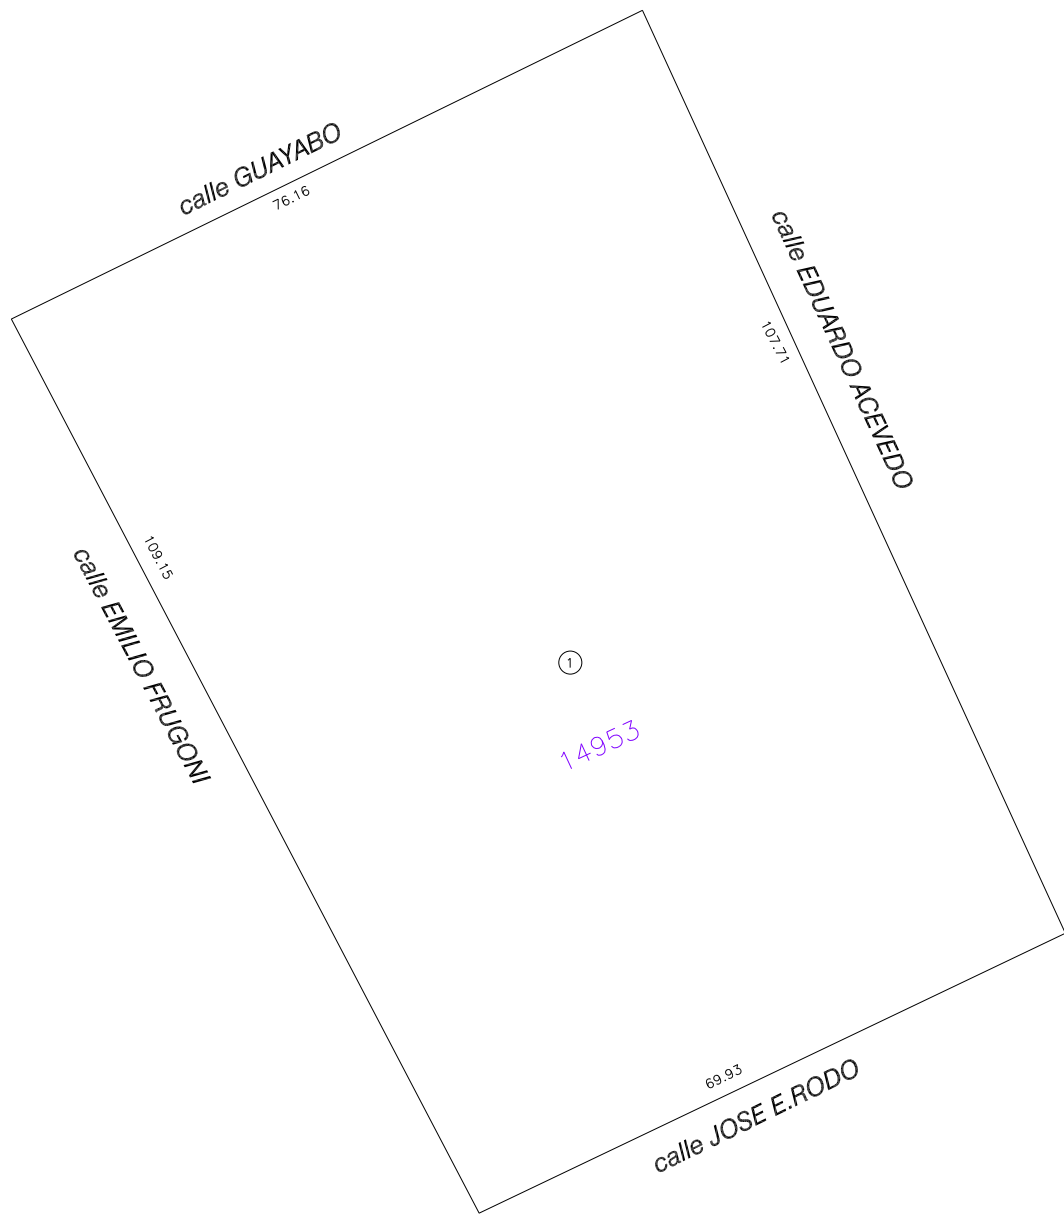 calle GUAYABO
76.16
calle EDUARDO ACEVEDO
107.71
109.15
calle EMILIO FRUGONI
1
14953
69.93
calle JOSE E.RODO